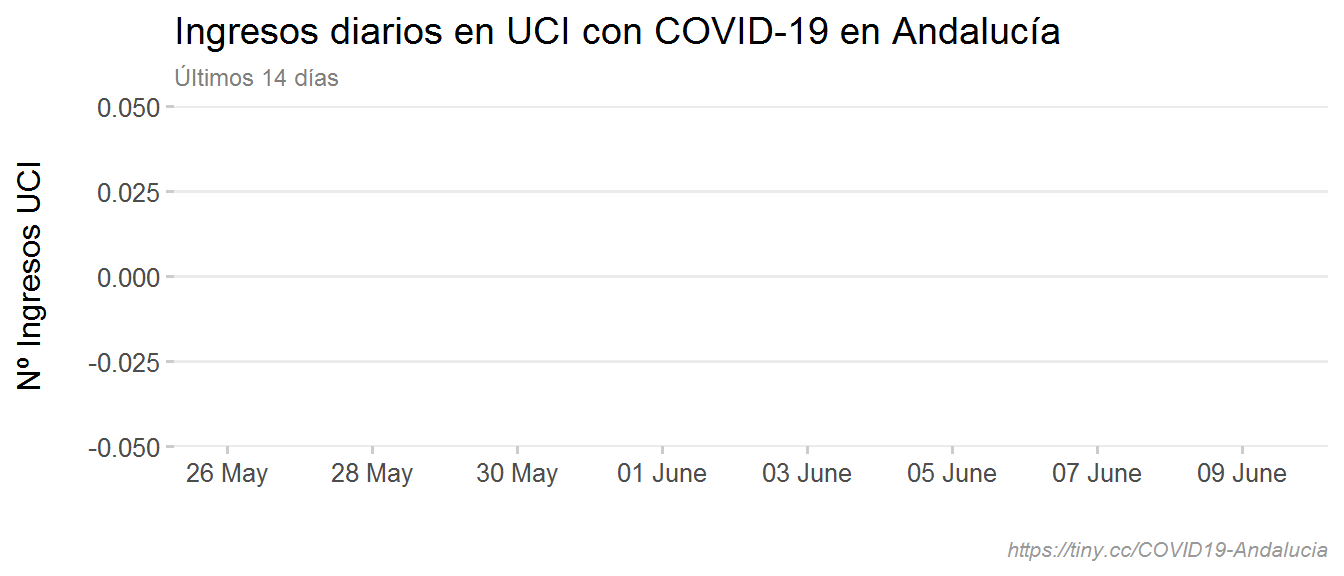 Ingresos diarios en UCI con COVID-19 en Andalucía
Últimos 14 días
Nº Ingresos UCI
0.050
0.025
0.000
-0.025
-0.050
26 May 28 May 30 May 01 June 03 June 05 June 07 June 09 June
https://tiny.cc/COVID19-Andalucia